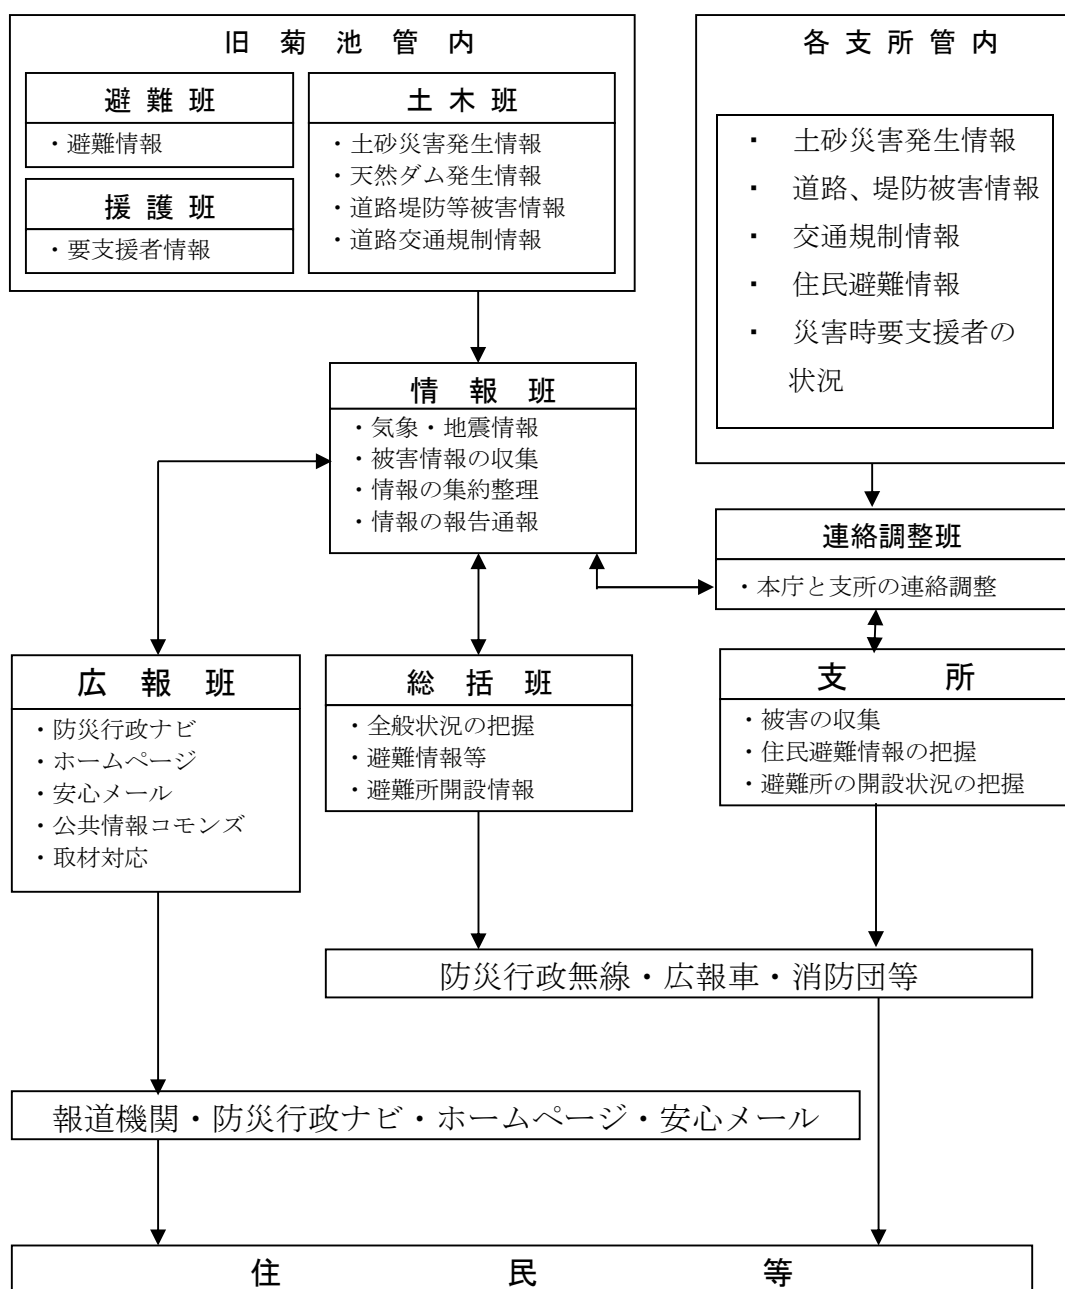 旧菊池管内
避難班
・避難情報
援護班
・要支援者情報
土木班
・土砂災害発生情報
・天然ダム発生情報
・道路堤防等被害情報
・道路交通規制情報
各支所管内
・ 土砂災害発生情報
・ 道路、堤防被害情報
・ 交通規制情報
・ 住民避難情報
・ 災害時要支援者の
状況
情報班
・気象・地震情報
・被害情報の収集
・情報の集約整理
・情報の報告通報
連絡調整班
・本庁と支所の連絡調整
広報班
・防災行政ナビ
・ホームページ
・安心メール
・公共情報コモンズ
・取材対応
総括班
・全般状況の把握
・避難情報等
・避難所開設情報
支所
・被害の収集
・住民避難情報の把握
・避難所の開設状況の把握
防災行政無線・広報車・消防団等
報道機関・防災行政ナビ・ホームページ・安心メール
住民等